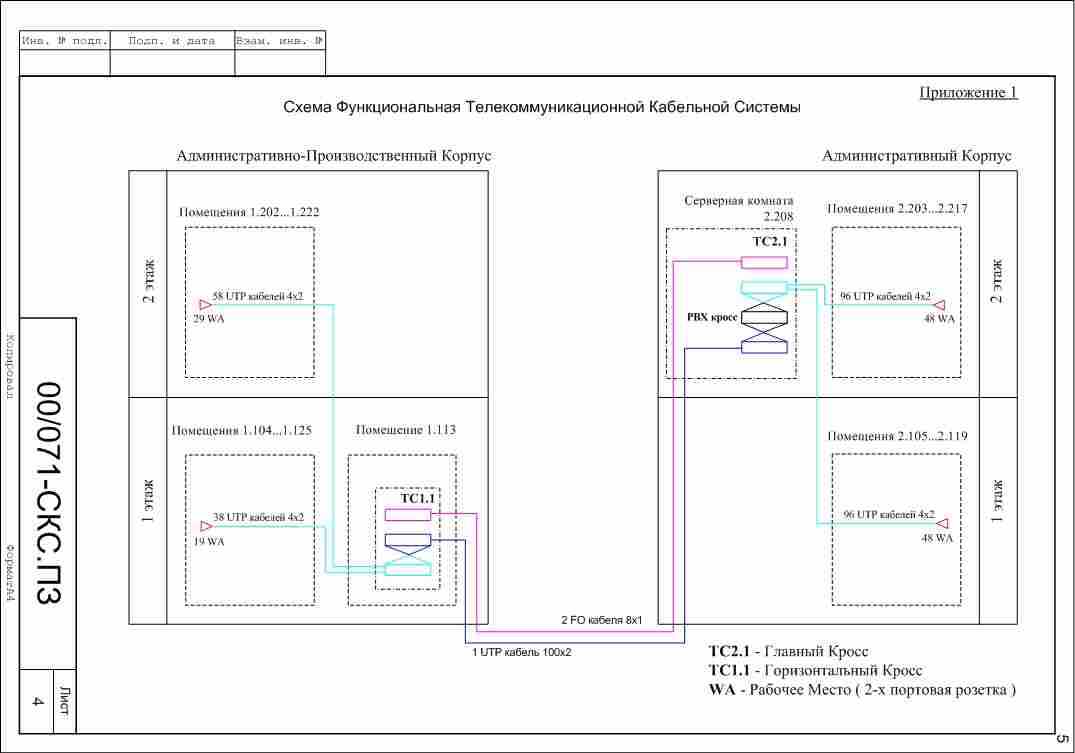 Инв. № подл. Подп. и дата Взам. инв. №
Приложение 1
Схема Функциональная Телекоммуникационной Кабельной Системы
Административно-Производственный Корпус
Административный Корпус
2 этаж
Помещения 1.202...1.222
58 UTP кабелей 4x2
29 WA
1 этаж
Помещения 1.104...1.125
38 UTP кабелей 4x2
19 WA
Помещение 1.113
TC1.1
Серверная комната
2.208
TC2.1
PBX кросс
Помещения 2.203...2.217
96 UTP кабелей 4x2
48 WA
2 этаж
Помещения 2.105...2.119
96 UTP кабелей 4x2
48 WA
1 этаж
2 FO кабеля 8x1
1 UTP кабель 100x2
TC2.1 - Главный Кросс
TC1.1 - Горизонтальный Кросс
WA - Рабочее Место ( 2-х портовая розетка )
Копировал
ФорматА4
00/071-СКС.ПЗ
Лист
4
5